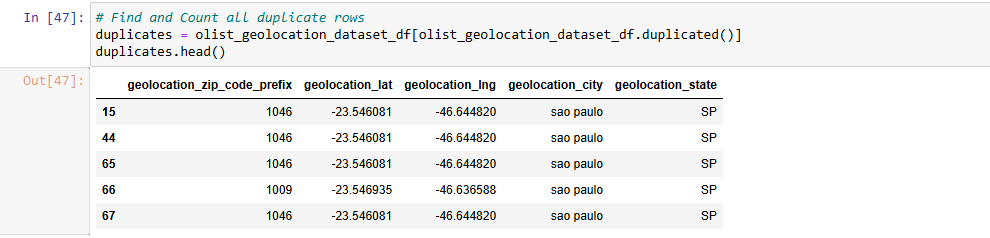 In [47]: # Find and Count all duplicate rows
duplicates = olist_geolocation_dataset_df[olist_geolocation_dataset_df.duplicated()]
duplicates.head()
Out[47]:
geolocation_zip_code_prefix geolocation_lat geolocation_lng geolocation_city geolocation_state
15 1046 -23.546081 -46.644820 sao paulo SP
44 1046 -23.546081 -46.644820 sao paulo SP
65 1046 -23.546081 -46.644820 sao paulo SP
66 1009 -23.546935 -46.636588 sao paulo SP
67 1046 -23.546081 -46.644820 sao paulo SP